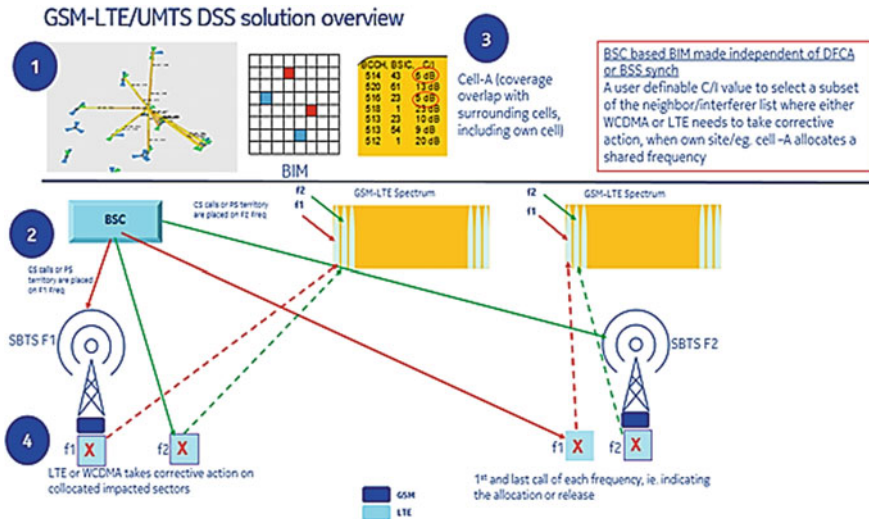 GSM-LTE/UMTS DSS solution overview
1
BCCH, BSIC, C/I
514 43 5 dB
520 61 13 dB
516 23 5 dB
518 1 23 dB
513 23 10 dB
513 54 9 dB
512 1 20 dB
BIM
3
Cell-A (coverage
overlap with
surrounding cells,
including own cell)
BSC based BIM made independent of DFCA
or BSS synch
A user definable C/I value to select a
subset of the neighbor/interferer list where either
WCDMA or LTE needs to take corrective
action, when own site/eg. cell -A allocates a
shared frequency
2
BSC
CS calls or PS territory
are placed on F2 Freq
f2
f1
GSM-LTE Spectrum
f2
f1
GSM-LTE Spectrum
CS calls or PS
territory are placed
on F1 Freq
SBTS F1
SBTS F2
4
f1 X
f2 X
f1 X
f2 X
LTE or WCDMA takes corrective action on
collocated impacted sectors
1st and last call of each frequency, ie. indicating
the allocation or release
GSM
LTE